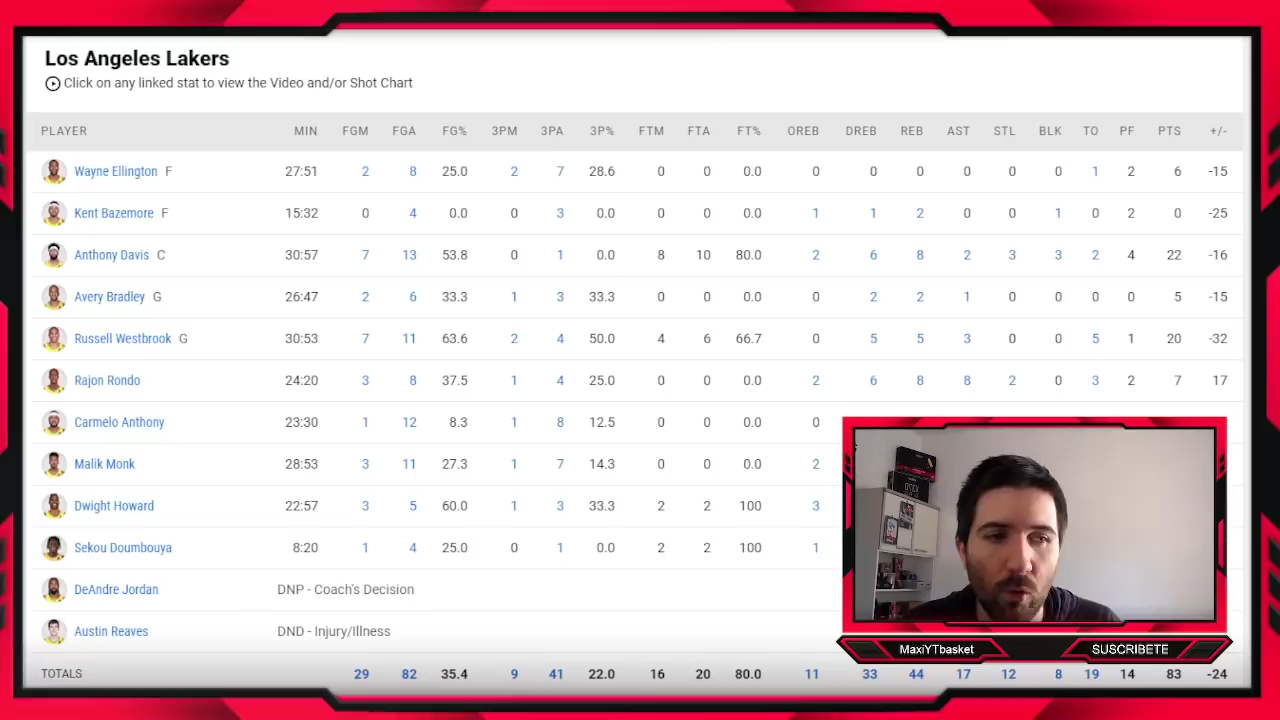 Los Angeles Lakers
Click on any linked stat to view the Video and/or Shot Chart
PLAYER MIN FGM FGA FG% 3PM 3PA 3P% FTM FTA FT% OREB DREB REB AST STL BLK TO PF PTS +/-
Wayne Ellington F 27:51 2 8 25.0 2 7 28.6 0 0 0.0 0 0 0 0 0 0 1 2 6 -15
Kent Bazemore F 15:32 0 4 0.0 0 3 0.0 0 0 0.0 1 1 2 0 0 1 0 2 0 -25
Anthony Davis C 30:57 7 13 53.8 0 1 0.0 8 10 80.0 2 6 8 2 3 3 2 4 22 -16
Avery Bradley G 26:47 2 6 33.3 1 3 33.3 0 0 0.0 0 2 2 1 0 0 0 0 5 -15
Russell Westbrook G 30:53 7 11 63.6 2 4 50.0 4 6 66.7 0 5 5 3 0 0 5 1 20 -32
Rajon Rondo 24:20 3 8 37.5 1 4 25.0 0 0 0.0 2 6 8 8 2 0 3 2 7 17
Carmelo Anthony 23:30 1 12 8.3 1 8 12.5 0 0 0.0 0
Malik Monk 28:53 3 11 27.3 1 7 14.3 0 0 0.0 2
Dwight Howard 22:57 3 5 60.0 1 3 33.3 2 2 100 3
Sekou Doumbouya 8:20 1 4 25.0 0 1 0.0 2 2 100 1
DeAndre Jordan DNP - Coach's Decision
Austin Reaves DND - Injury/Illness
TOTALS 29 82 35.4 9 41 22.0 16 20 80.0 11 33 44 17 12 8 19 14 83 -24
MaxiYTbasket
SUSCRIBETE